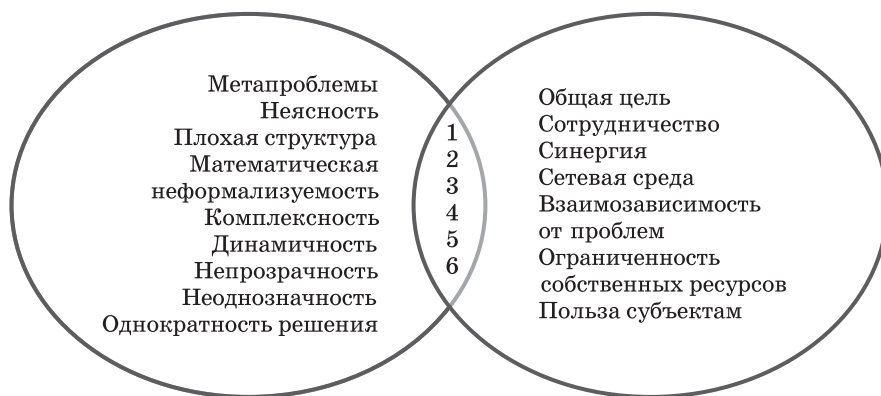 Метапроблемы
Неясность
Плохая структура
Математическая
неформализуемость
Комплексность
Динамичность
Непрозрачность
Неоднозначность
Однократность решения
1
2
3
4
5
6
Общая цель
Сотрудничество
Синергия
Сетевая среда
Взаимозависимость
от проблем
Ограниченность
собственных ресурсов
Польза субъектам